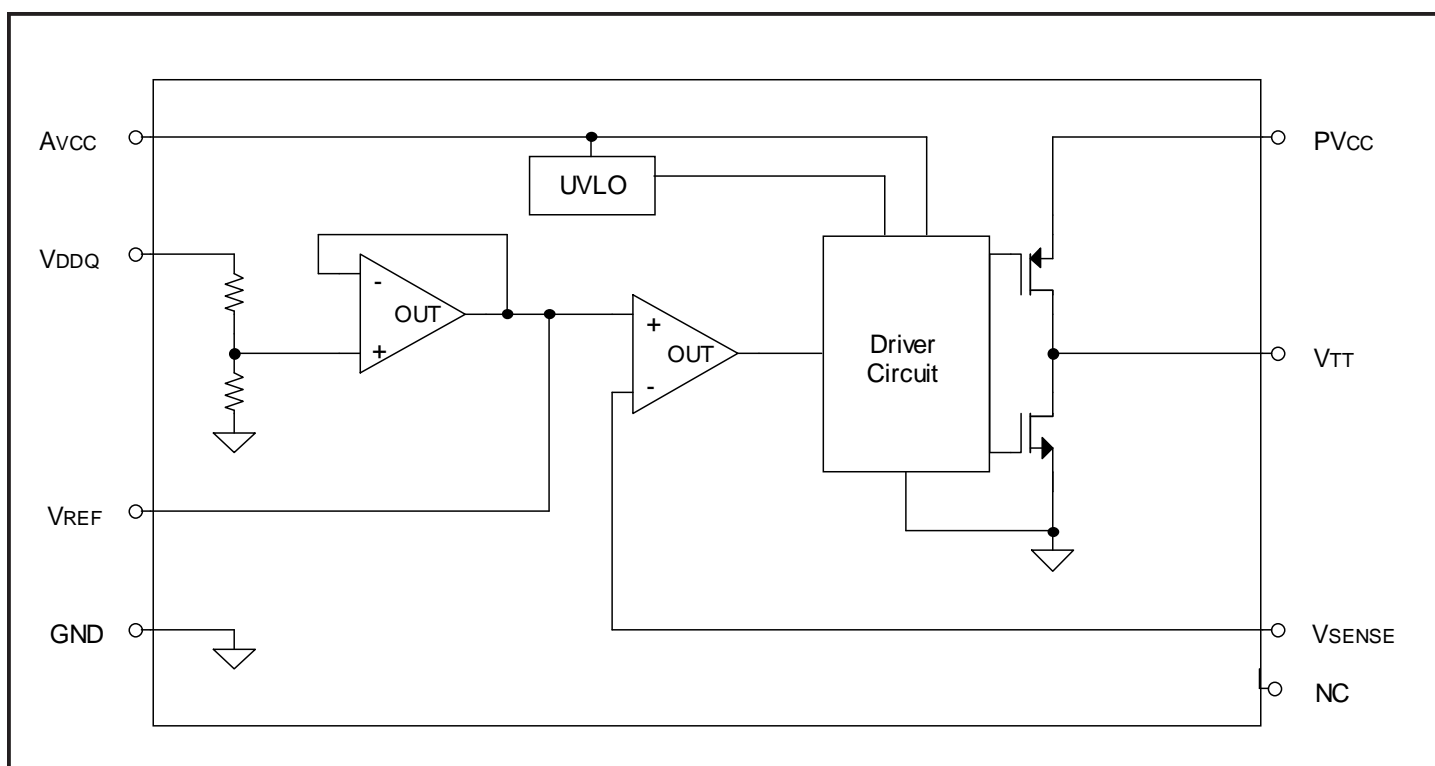 AVCC
PVCC
UVLO
VDDQ
-
OUT
+
+
OUT
-
Driver
Circuit
VTT
VREF
GND
VSENSE
NC